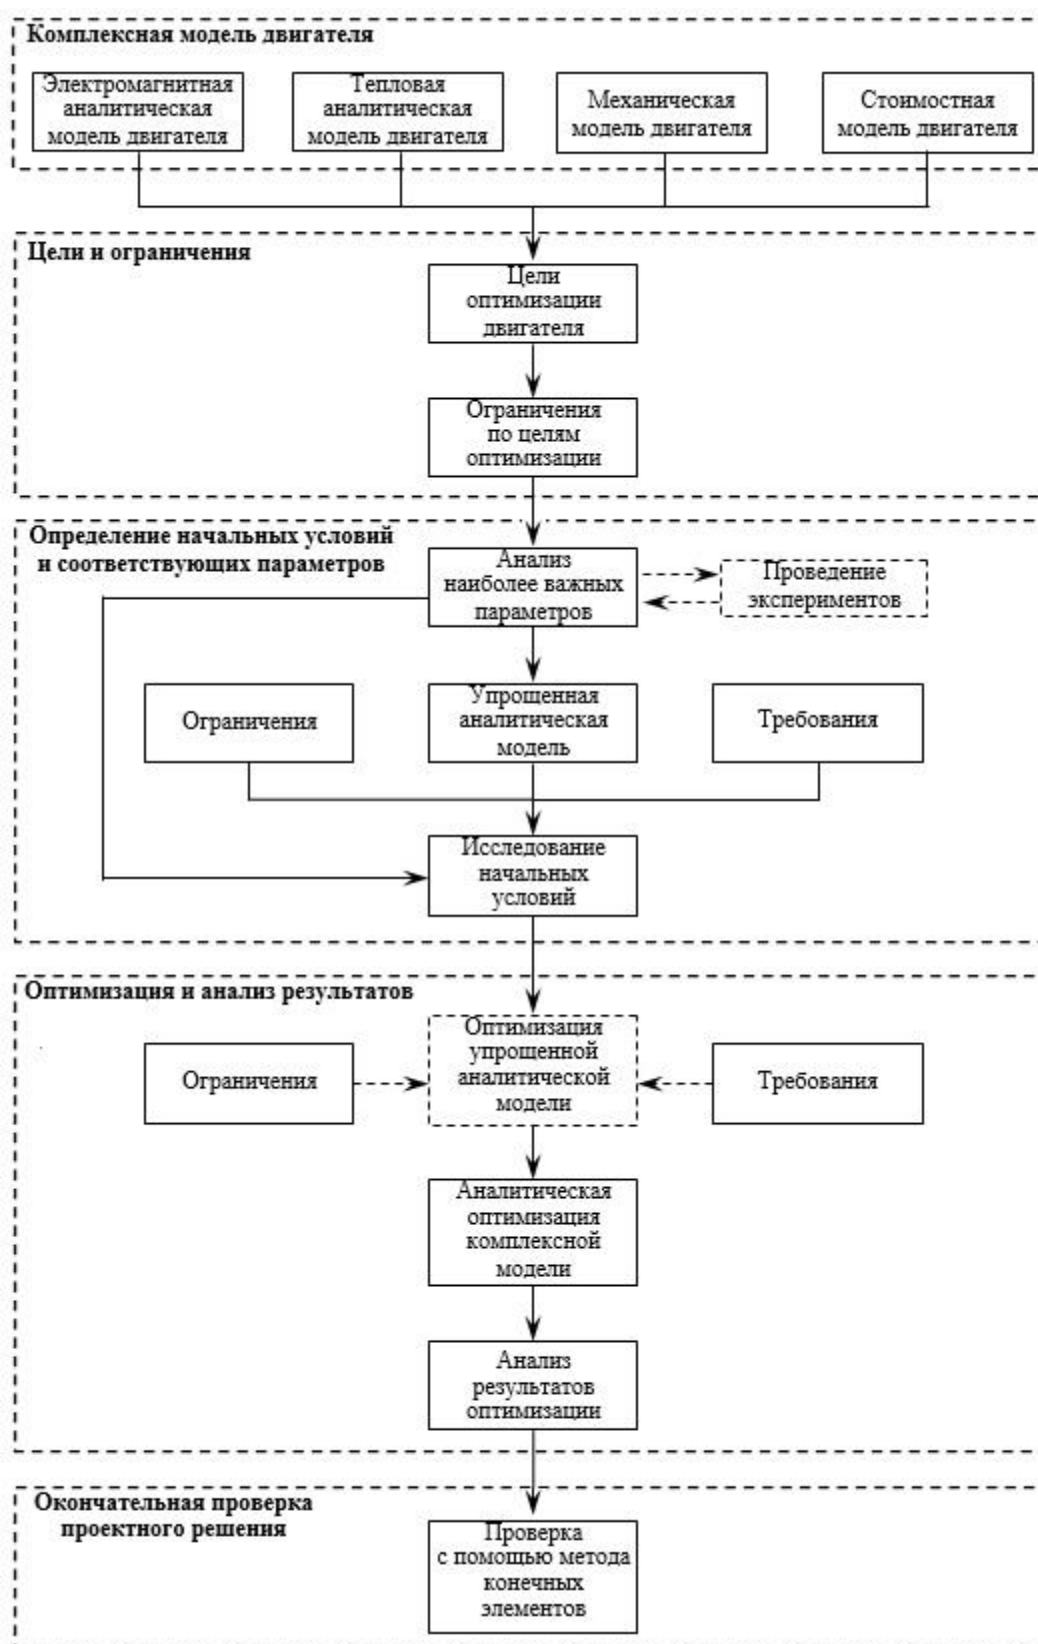 Комплексная модель двигателя
Электромагнитная
аналитическая
модель двигателя
Тепловая
аналитическая
модель двигателя
Механическая
модель двигателя
Стоимостная
модель двигателя
Цели и ограничения
Цели
оптимизации
двигателя
Ограничения
по целям
оптимизации
Определение начальных условий
и соответствующих параметров
Анализ
наиболее важных
параметров
Проведение
экспериментов
Ограничения
Упрощенная
аналитическая
модель
Требования
Исследование
начальных
условий
Оптимизация и анализ результатов
Ограничения
Оптимизация
упрощенной
аналитической
модели
Требования
Аналитическая
оптимизация
комплексной
модели
Анализ
результатов
оптимизации
Окончательная проверка
проектного решения
Проверка
с помощью метода
конечных
элементов